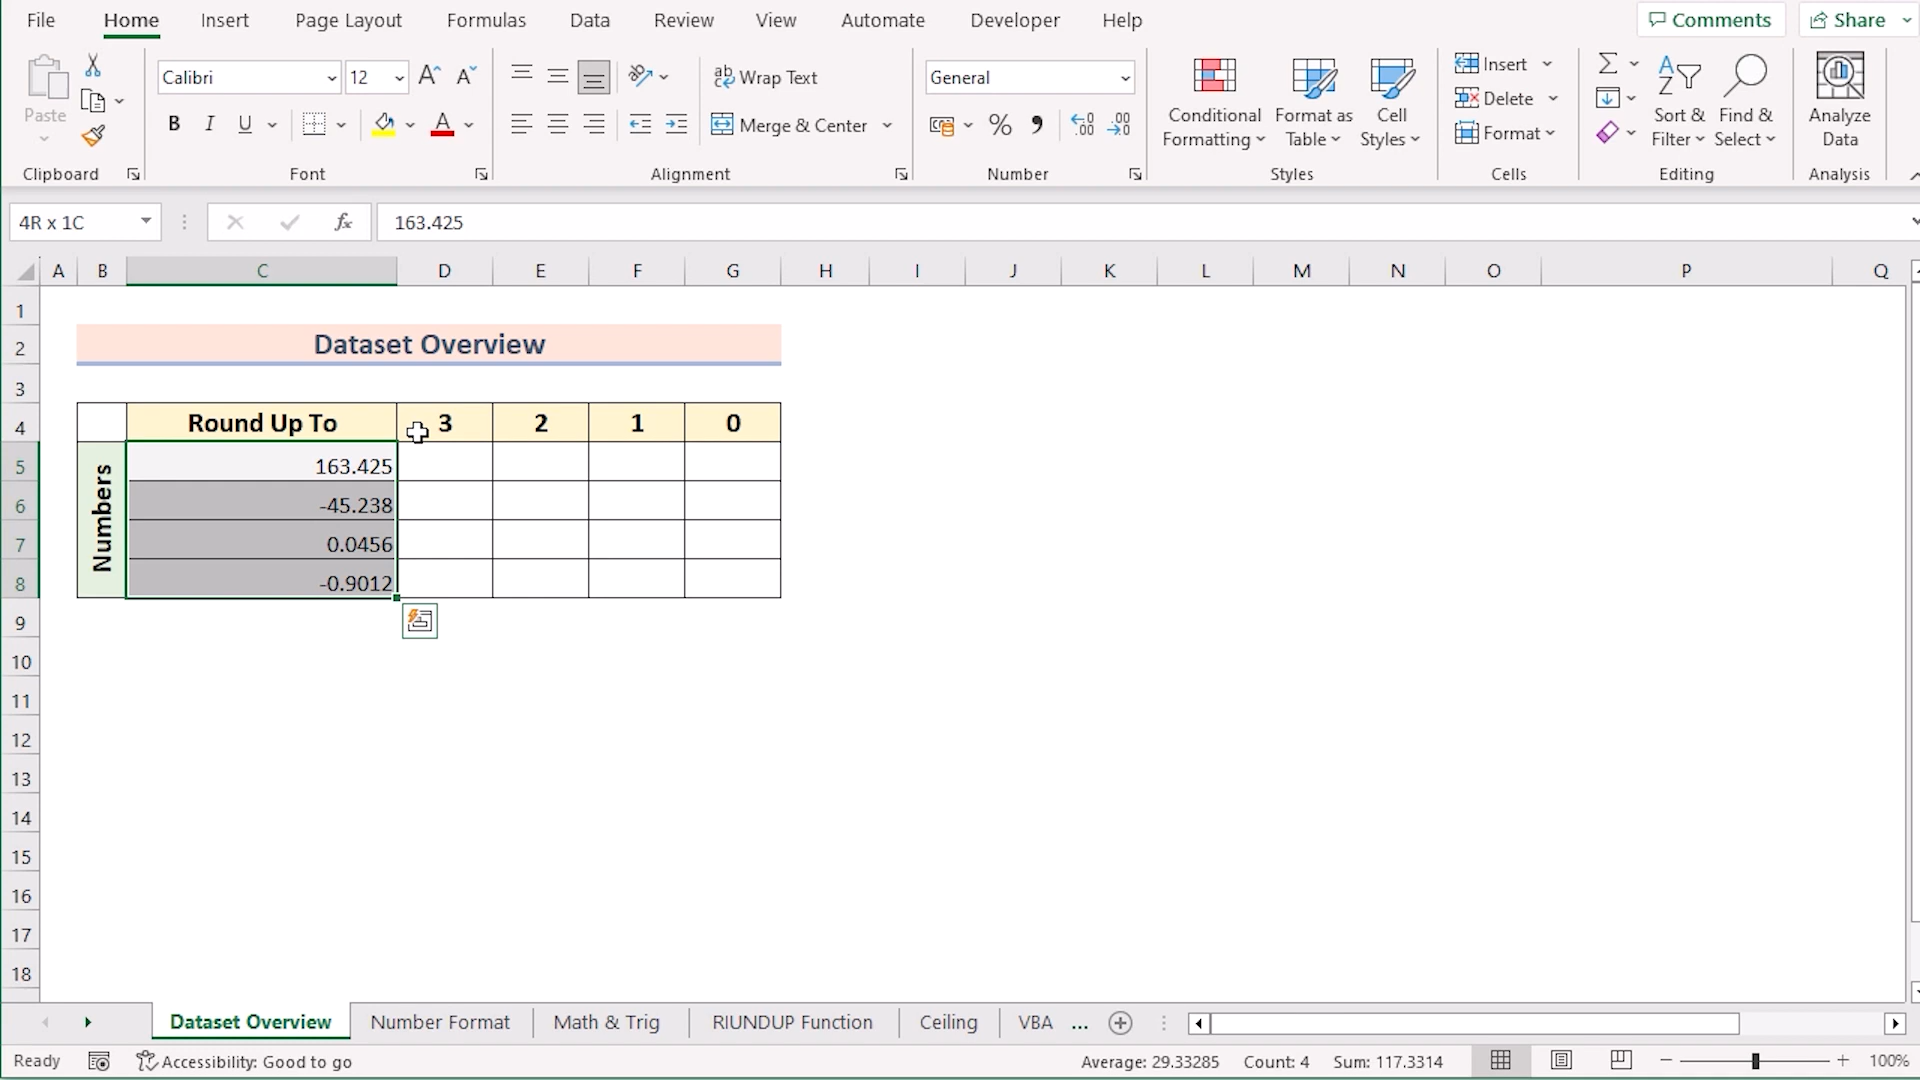 File Home Insert Page Layout Formulas Data Review View Automate Developer Help Comments Share
Paste
Calibri 12
B I U A
ab Wrap Text
Merge & Center
General
% 9
Conditional Formatting
Format as Table
Cell Styles
Insert
Delete
Format
Sort & Filter
Find & Select
Analyze Data
Clipboard Font Alignment Number Styles Cells Editing Analysis
4R x 1C fx 163.425
A B C D E F G H I J K L M N O P Q
1
2 Dataset Overview
3
4 Round Up To 3 2 1 0
Numbers
5 163.425
6 -45.238
7 0.0456
8 -0.9012
9
10
11
12
13
14
15
16
17
18
Dataset Overview Number Format Math & Trig RIUNDUP Function Ceiling VBA ...
Ready Accessibility: Good to go Average: 29.33285 Count: 4 Sum: 117.3314 100%